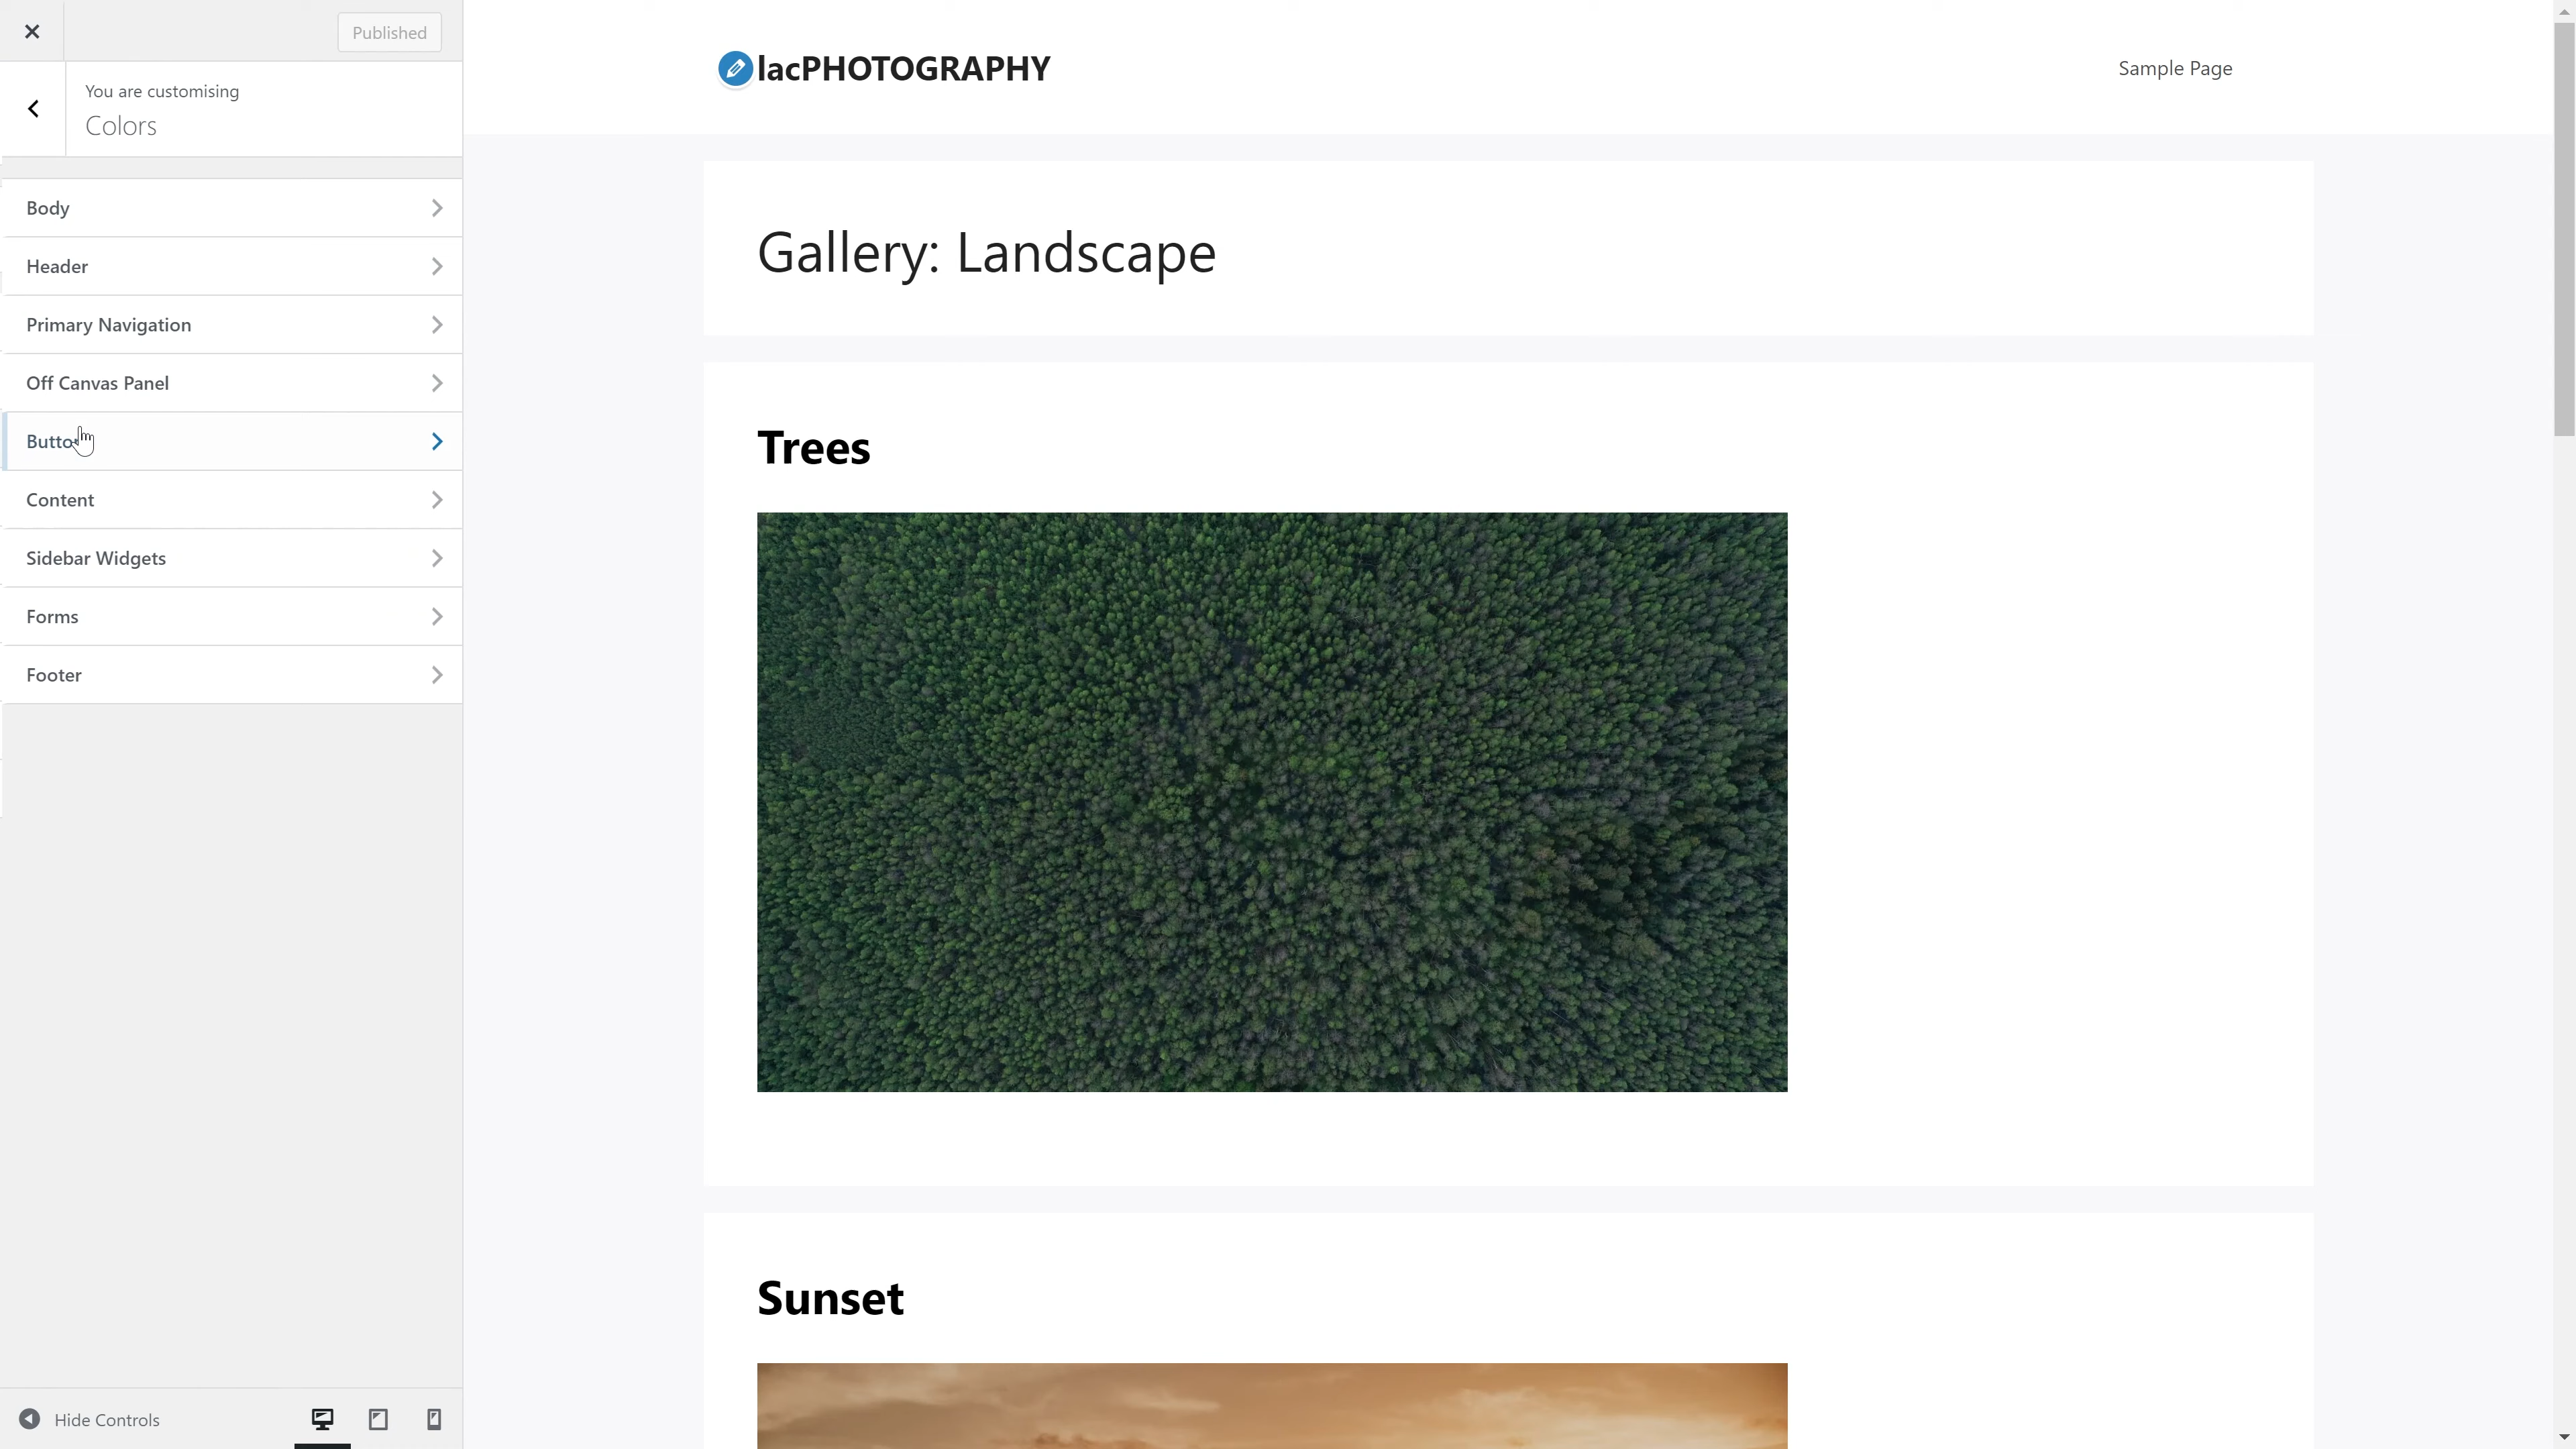 Published
You are customising
Colors
Body
Header
Primary Navigation
Off Canvas Panel
Content
Sidebar Widgets
Forms
Footer
Hide Controls
lacPHOTOGRAPHY
Sample Page
Gallery: Landscape
Trees
Sunset